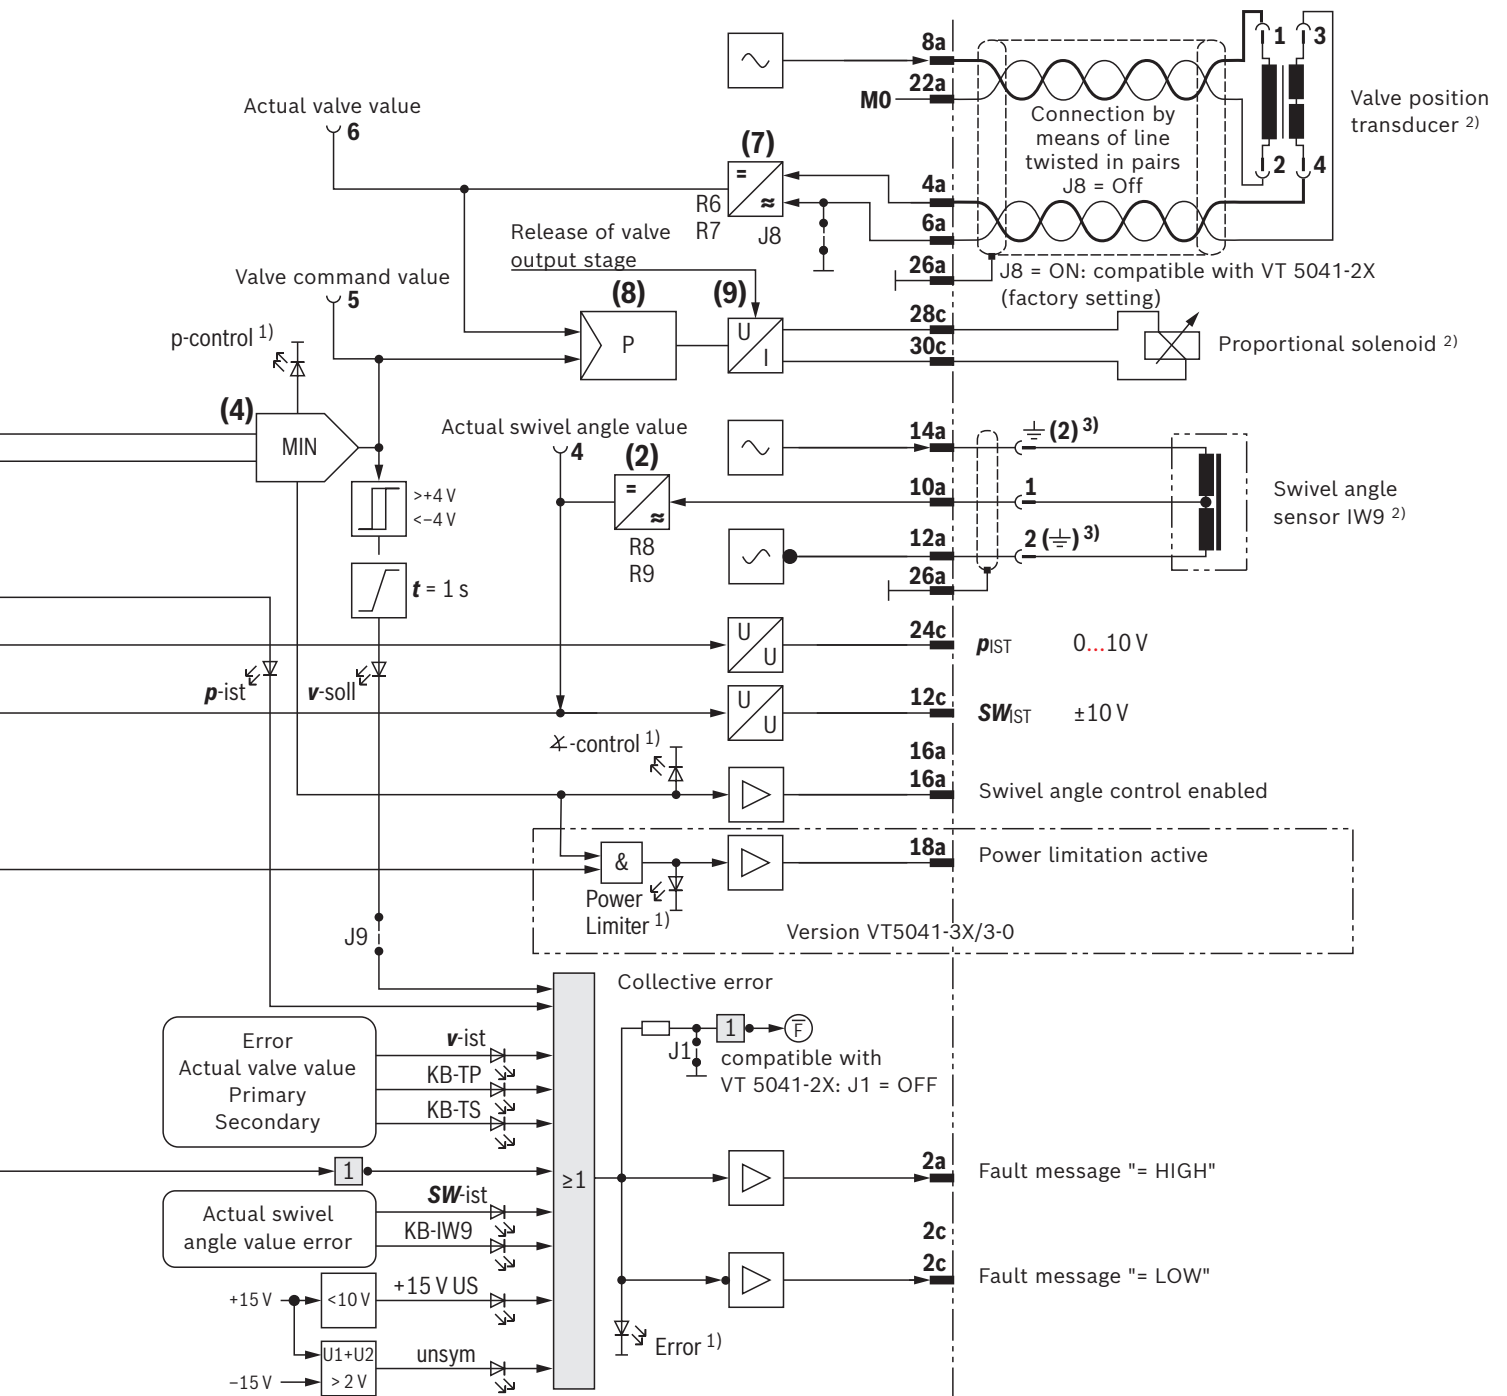 8a
1 3
22a
M0
Connection by
means of line
twisted in pairs
J8 = Off
Valve position
transducer 2)
Actual valve value
6
(7)
=
≈
R6
R7
J8
4a
2 4
6a
Release of valve
output stage
26a
J8 = ON: compatible with VT 5041-2X
(factory setting)
Valve command value
5
(8)
(9)
28c
p-control 1)
P
U
I
30c
Proportional solenoid 2)
(4)
MIN
Actual swivel angle value
4
(2)
=
≈
R8
R9
14a
(2) 3)
>+4 V
<–4 V
10a
1
Swivel angle
sensor IW9 2)
12a
2 ( ) 3)
26a
t = 1 s
24c
U
U
pIST 0...10 V
p-ist
v-soll
12c
U
U
SWIST ±10 V
∡-control 1)
16a
16a
Swivel angle control enabled
18a
&
Power limitation active
Power
Limiter 1)
J9
Version VT5041-3X/3-0
Collective error
1
F
J1
compatible with
VT 5041-2X: J1 = OFF
Error
Actual valve value
Primary
Secondary
v-ist
KB-TP
KB-TS
1
≥1
2a
Fault message "= HIGH"
Actual swivel
angle value error
SW-ist
KB-IW9
2c
2c
Fault message "= LOW"
+15 V
<10 V
+15 V US
Error 1)
U1+U2
> 2 V
unsym
–15 V